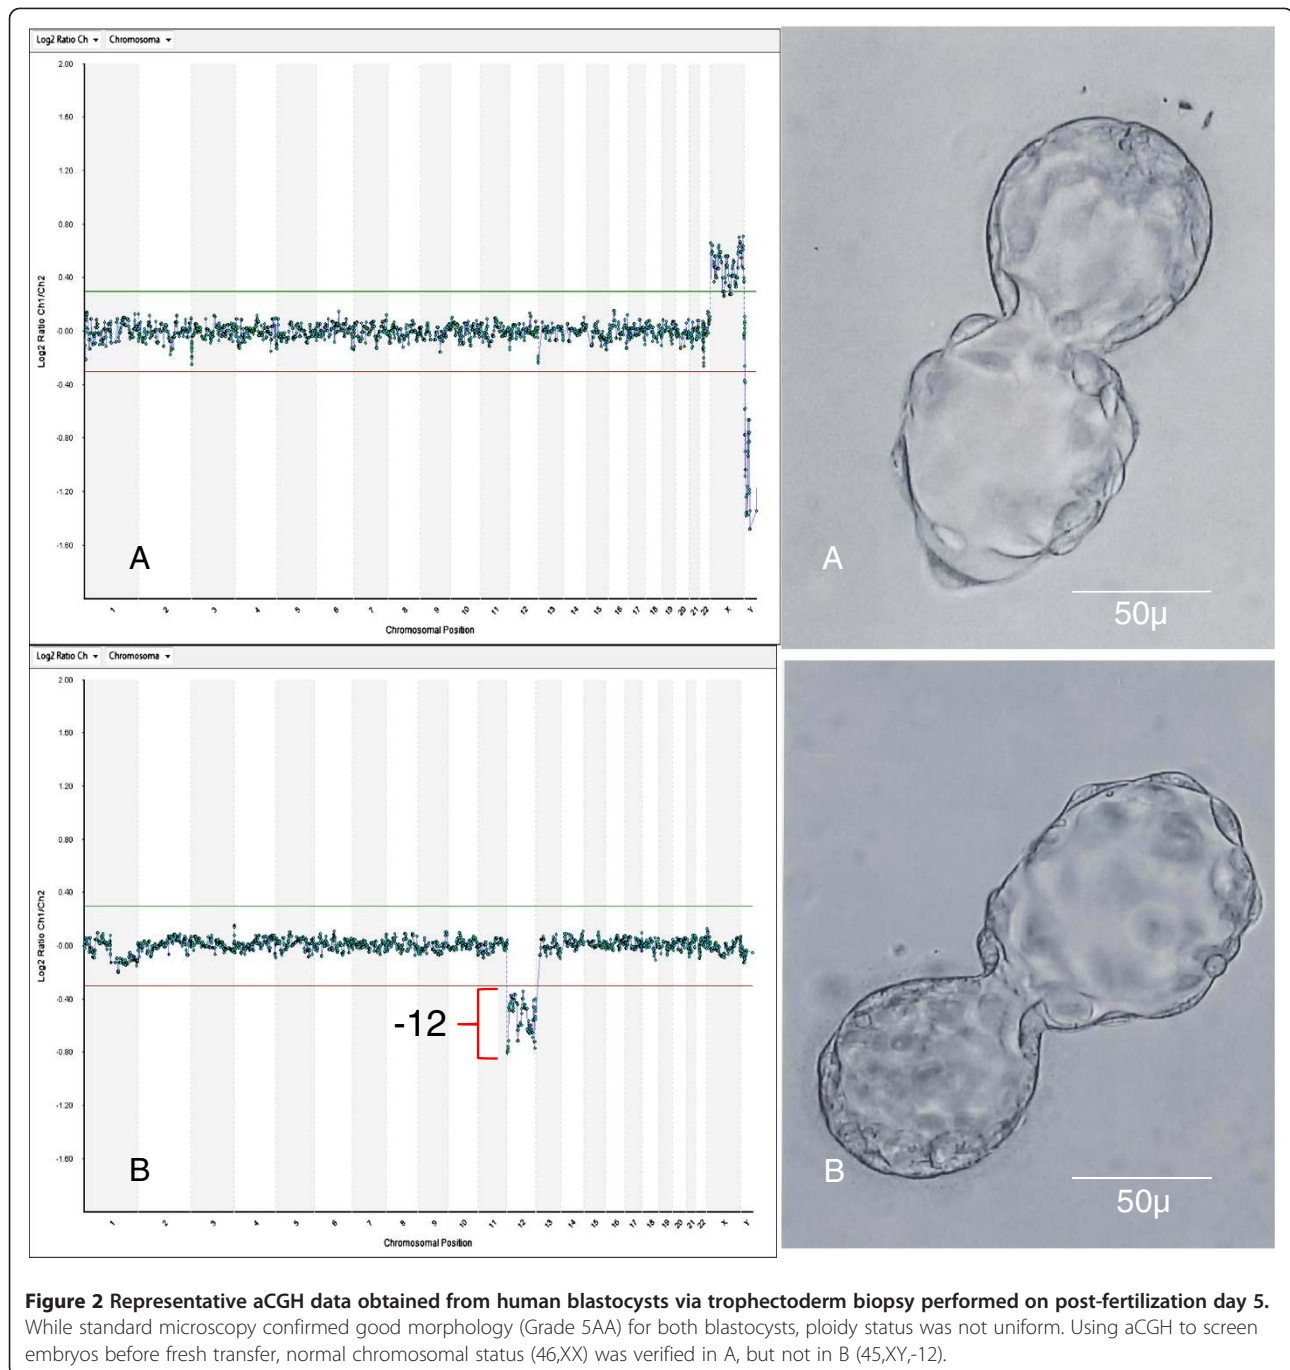 Log2 Ratio Ch Chromosoma
2.00
1.60
1.20
0.80
0.40
-0.00
-0.40
-0.80
-1.20
-1.60
Log2 Ratio Ch1/Ch2
A
1 2 3 4 5 6 7 8 9 10 11 12 13 14 15 16 17 18 19 20 21 22 X Y
Chromosomal Position
A
50µ
Log2 Ratio Ch Chromosoma
2.00
1.60
1.20
0.80
0.40
-0.00
-0.40
-0.80
-1.20
-1.60
Log2 Ratio Ch1/Ch2
-12
B
1 2 3 4 5 6 7 8 9 10 11 12 13 14 15 16 17 18 19 20 21 22 X Y
Chromosomal Position
B
50µ
Figure 2 Representative aCGH data obtained from human blastocysts via trophectoderm biopsy performed on post-fertilization day 5.
While standard microscopy confirmed good morphology (Grade 5AA) for both blastocysts, ploidy status was not uniform. Using aCGH to screen
embryos before fresh transfer, normal chromosomal status (46,XX) was verified in A, but not in B (45,XY,-12).